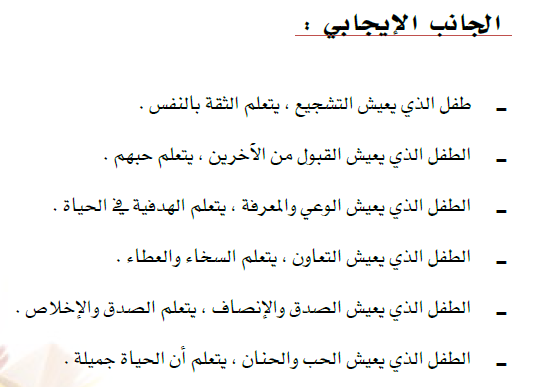 الجانب الإيجابي :
- طفل الذي يعيش التشجيع ، يتعلم الثقة بالنفس .
- الطفل الذي يعيش القبول من الآخرين ، يتعلم حبهم .
- الطفل الذي يعيش الوعي والمعرفة ، يتعلم الهدفية في الحياة .
- الطفل الذي يعيش التعاون ، يتعلم السخاء والعطاء .
- الطفل الذي يعيش الصدق والإنصاف ، يتعلم الصدق والإخلاص .
- الطفل الذي يعيش الحب والحنان ، يتعلم أن الحياة جميلة .